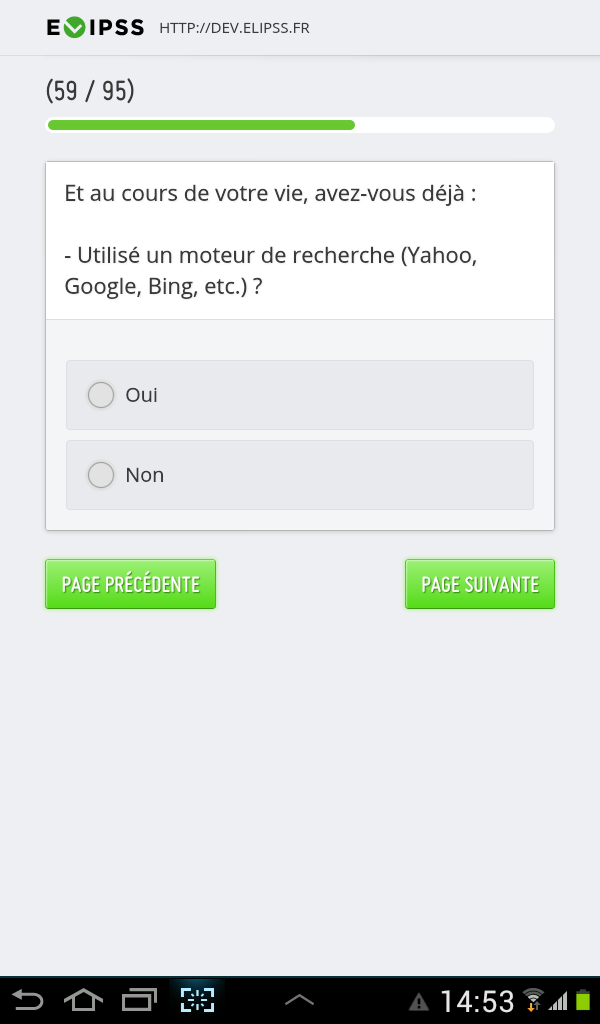 ELIPSS HTTP://DEV.ELIPSS.FR
(59 / 95)
Et au cours de votre vie, avez-vous déjà :
- Utilisé un moteur de recherche (Yahoo,
Google, Bing, etc.) ?
Oui
Non
PAGE PRÉCÉDENTE PAGE SUIVANTE
14:53